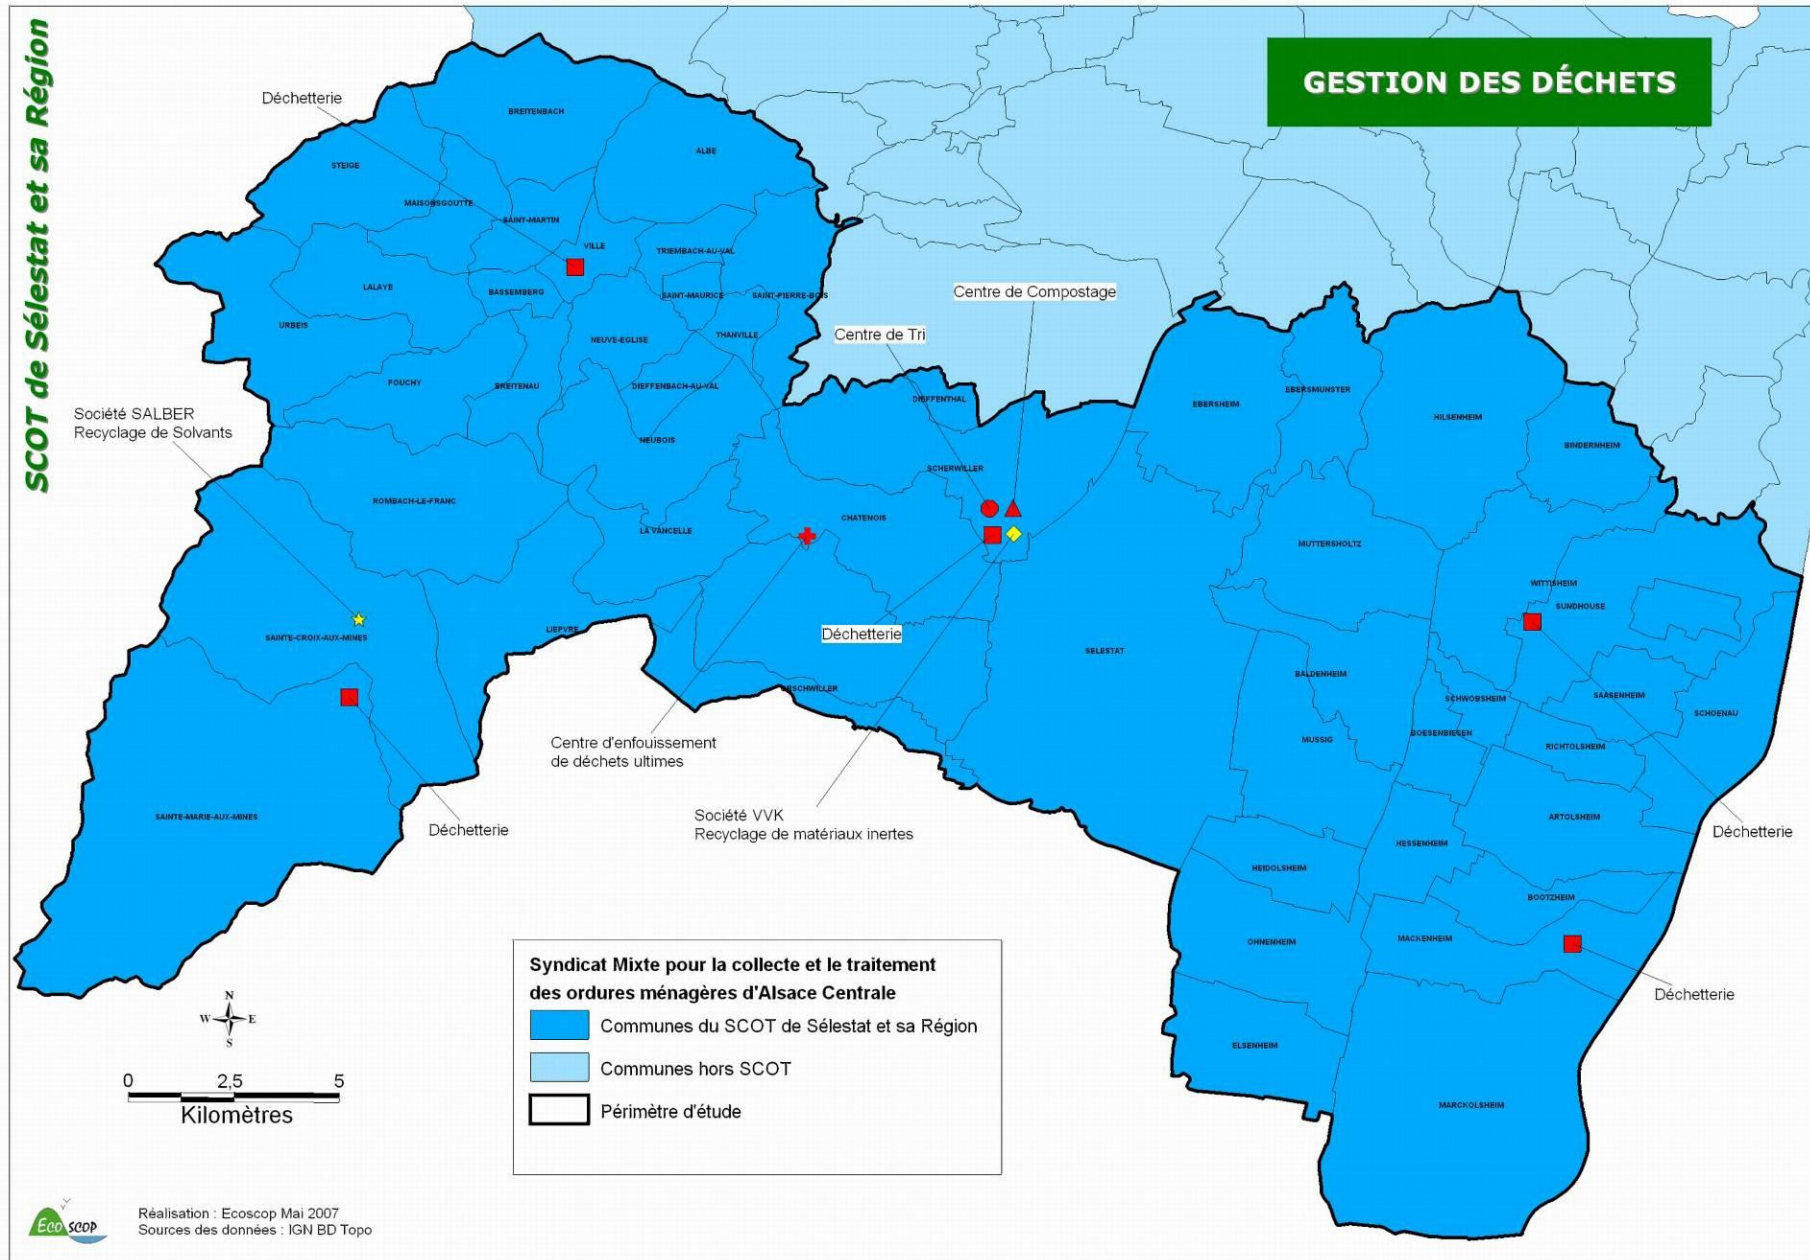 SCOT de Sélestat et sa Région
GESTION DES DÉCHETS
Déchetterie
BREITENBACH
ALBE
STEIGE
MAISONSGOUTTE
SAINT-MARTIN
VILLE
TRIEMBACH-AU-VAL
LALAYE
BASSEMBERG
SAINT-MAURICE
SAINT-PIERRE-BOIS
URBEIS
NEUVE-EGLISE
THANVILLE
FOUCHY
BREITENAU
DIEFFENBACH-AU-VAL
NEUBOIS
Centre de Compostage
Centre de Tri
DIEFFENTHAL
EBERSHEIM
EBERSMUNSTER
HILSENHEIM
BINDERNHEIM
Société SALBER
Recyclage de Solvants
SCHERWILLER
ROMBACH-LE-FRANC
LA VANCELLE
CHATENOIS
MUTTERSHOLTZ
WITTISHEIM
SUNDHOUSE
SAINTE-CROIX-AUX-MINES
LIEPVRE
Déchetterie
SELESTAT
BALDENHEIM
SCHWOBSHEIM
SAASENHEIM
SCHOENAU
MUSSIG
BOESENBIESEN
RICHTOLSHEIM
Centre d'enfouissement
de déchets ultimes
SAINTE-MARIE-AUX-MINES
Déchetterie
Société VVK
Recyclage de matériaux inertes
ARTOLSHEIM
Déchetterie
HESSENHEIM
HEIDOLSHEIM
BOOTZHEIM
OHNENHEIM
MACKENHEIM
Déchetterie
ELSENHEIM
MARCKOLSHEIM
N
W E
S
0 2,5 5
Kilomètres
Syndicat Mixte pour la collecte et le traitement
des ordures ménagères d'Alsace Centrale
Communes du SCOT de Sélestat et sa Région
Communes hors SCOT
Périmètre d'étude
ECO SCOP
Réalisation : Ecoscop Mai 2007
Sources des données : IGN BD Topo